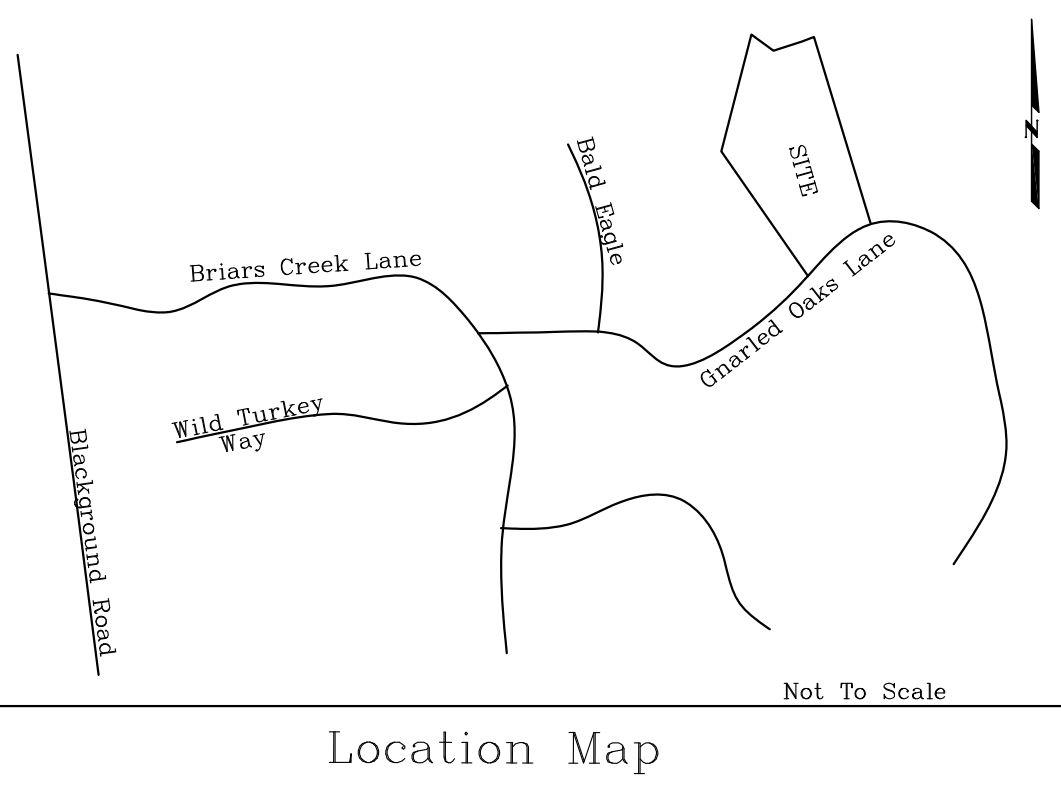 N
SITE
Bald Eagle
Briars Creek Lane
Gnarled Oaks Lane
Wild Turkey
Way
Blackground Road
Not To Scale
Location Map